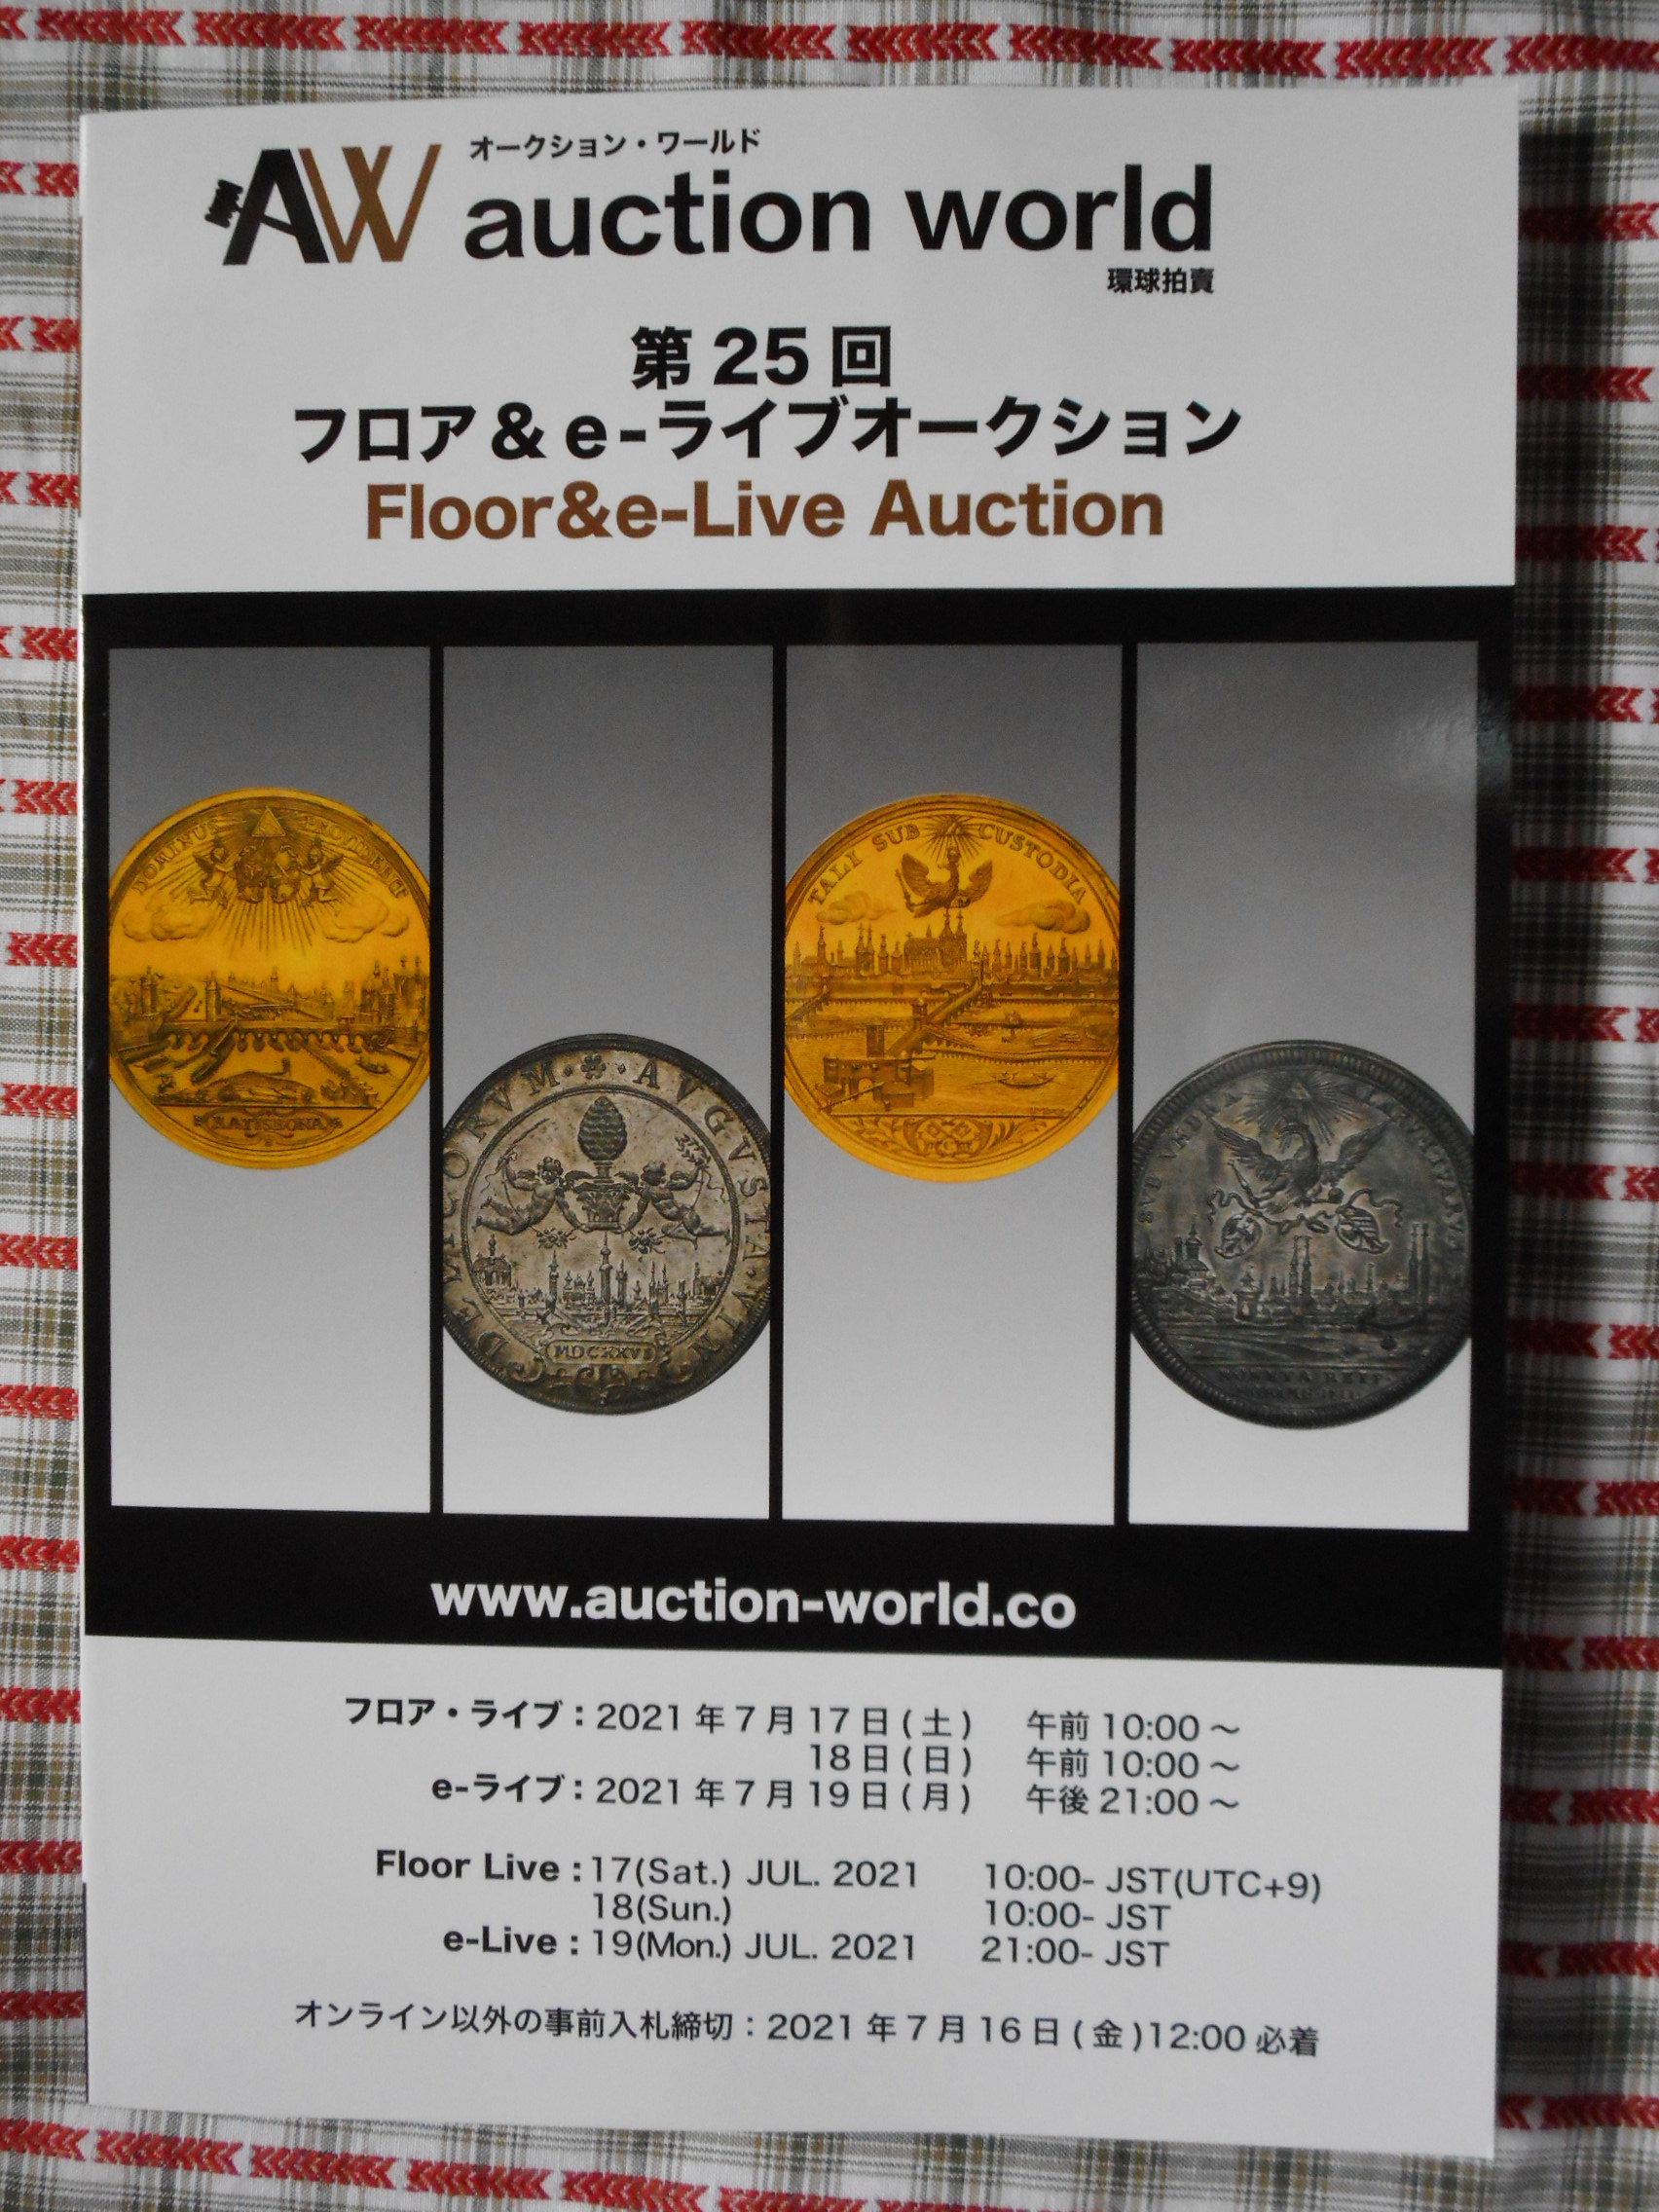 AW
オークション・ワールド
auction world
環球拍賣
第25回
フロア&e-ライブオークション
Floor&e-Live Auction
DOMINUS
RATISBONA
DELICORVM · AVGVSTA · VIN
MDCXXVI
TALI SUB CUSTODIA
SVB VMBRA ALARVM
MONETA REIP.
www.auction-world.co
フロア・ライブ:2021年7月17日(土) 午前10:00～
18日(日) 午前10:00～
e-ライブ:2021年7月19日(月) 午後21:00～
Floor Live : 17(Sat.) JUL. 2021 10:00- JST(UTC+9)
18(Sun.) 10:00- JST
e-Live : 19(Mon.) JUL. 2021 21:00- JST
オンライン以外の事前入札締切:2021年7月16日(金)12:00必着